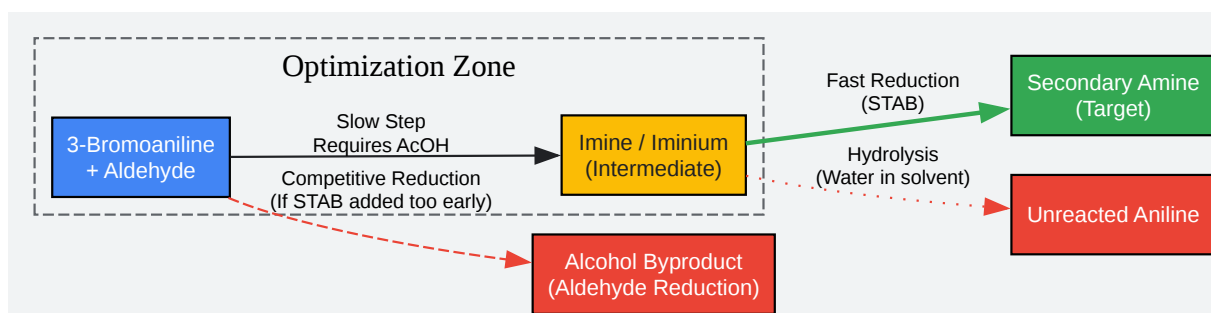 Optimization Zone
3-Bromoaniline
+ Aldehyde
Slow Step
Requires AcOH
Competitive Reduction
(If STAB added too early)
Imine / Iminium
(Intermediate)
Fast Reduction
(STAB)
Hydrolysis
(Water in solvent)
Secondary Amine
(Target)
Unreacted Aniline
Alcohol Byproduct
(Aldehyde Reduction)